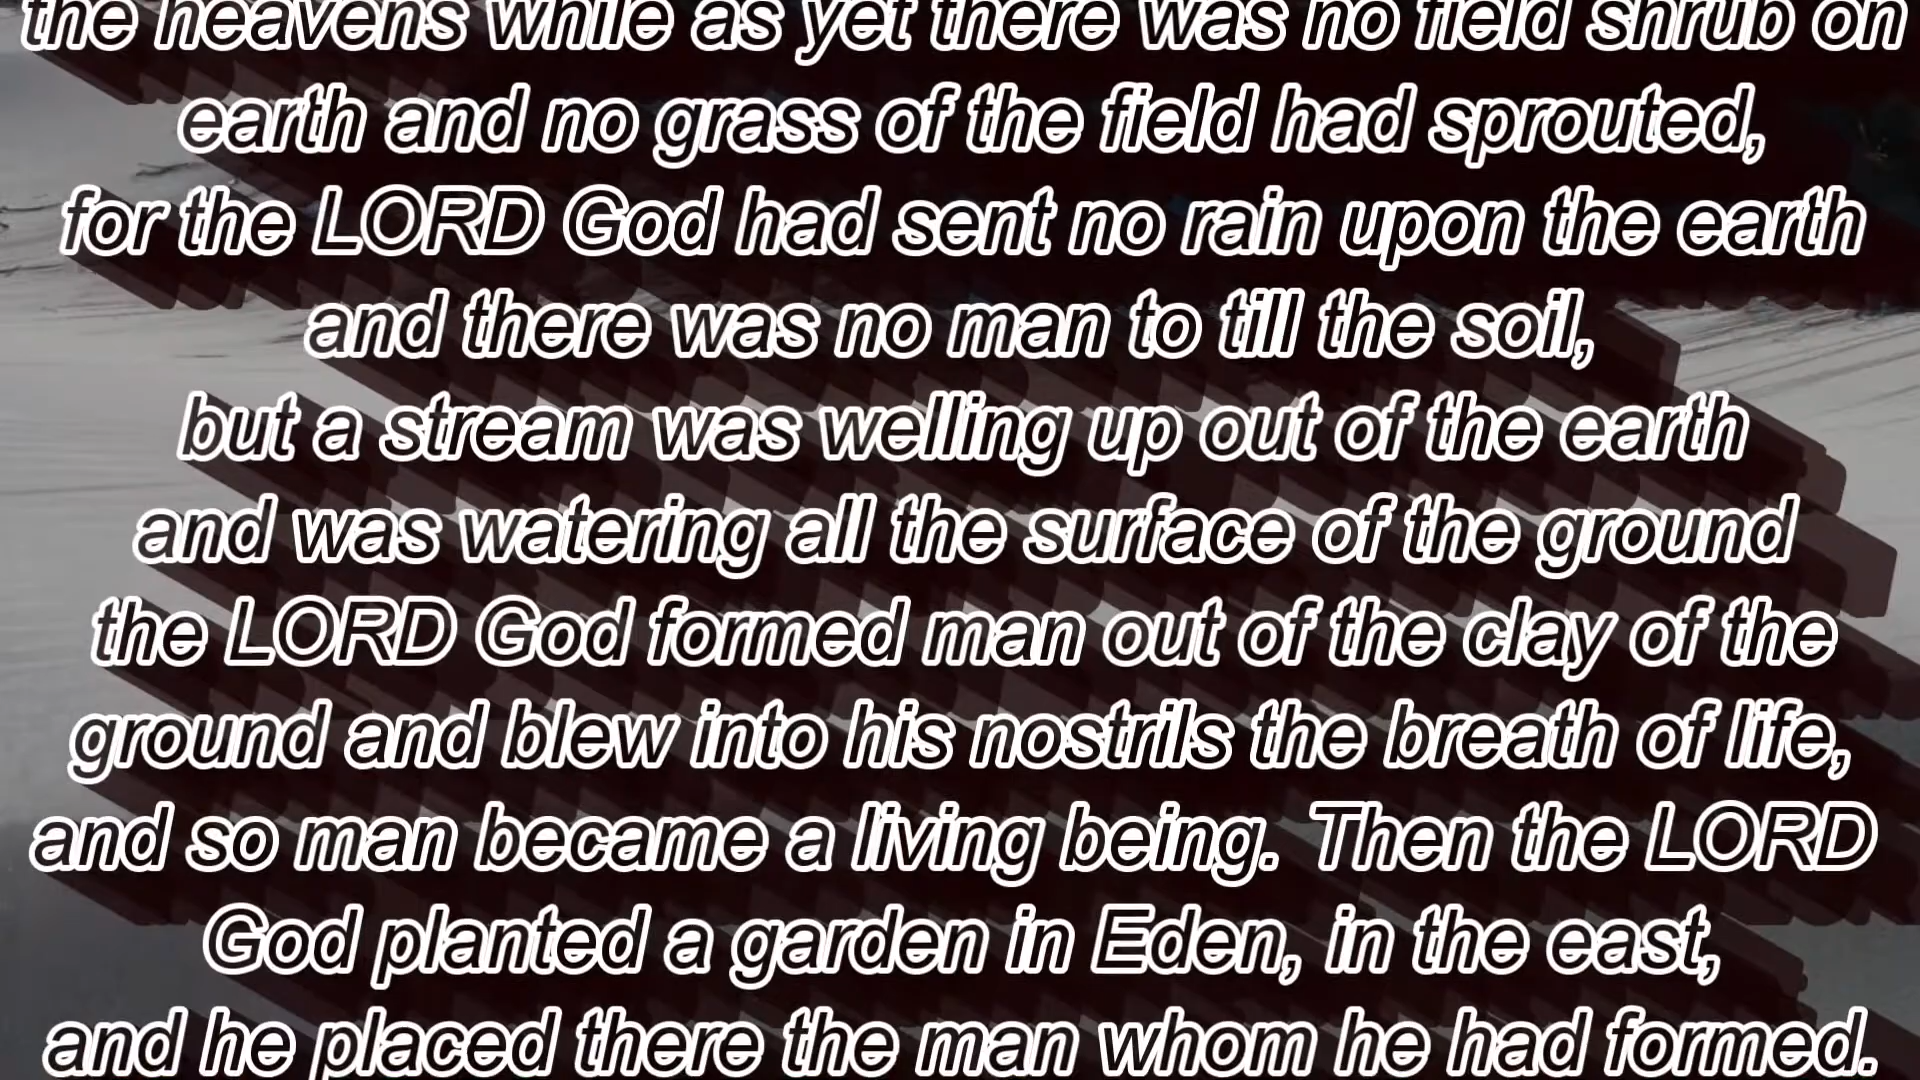 the heavens while as yet there was no field shrub on
earth and no grass of the field had sprouted,
for the LORD God had sent no rain upon the earth
and there was no man to till the soil,
but a stream was welling up out of the earth
and was watering all the surface of the ground
the LORD God formed man out of the clay of the
ground and blew into his nostrils the breath of life,
and so man became a living being. Then the LORD
God planted a garden in Eden, in the east,
and he placed there the man whom he had formed.